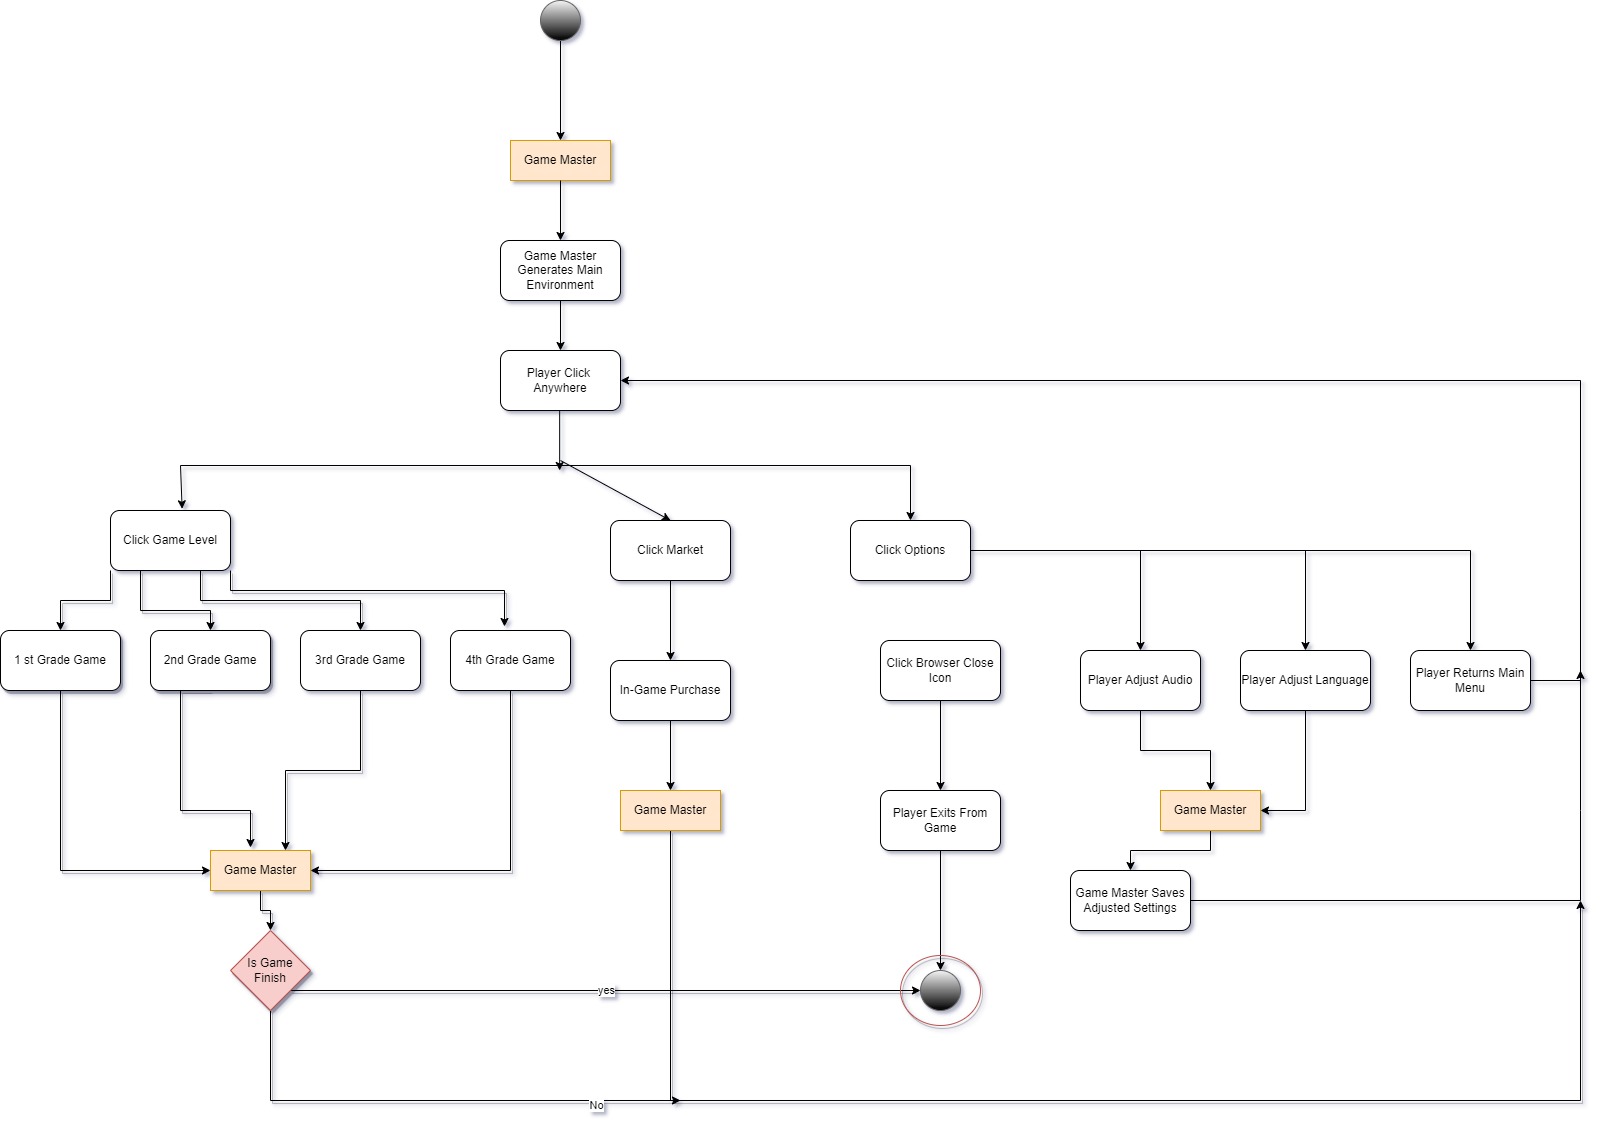 Game Master
Game Master
Generates Main
Environment
Player Click
Anywhere
Click Game Level
Click Market
Click Options
1 st Grade Game
2nd Grade Game
3rd Grade Game
4th Grade Game
In-Game Purchase
Click Browser Close
Icon
Player Adjust Audio
Player Adjust Language
Player Returns Main
Menu
Game Master
Player Exits From
Game
Game Master
Game Master
Game Master Saves
Adjusted Settings
Is Game
Finish
yes
No